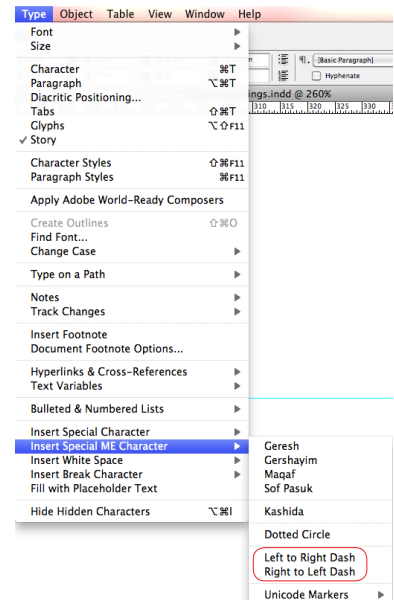 Type Object Table View Window Help
Font
Size
Character ⌘T
Paragraph ⌥⌘T
Diacritic Positioning...
Tabs ⇧⌘T
Glyphs ⌥⇧F11
✓ Story
Character Styles ⇧⌘F11
Paragraph Styles ⌘F11
Apply Adobe World-Ready Composers
Create Outlines ⇧⌘O
Find Font...
Change Case
Type on a Path
Notes
Track Changes
Insert Footnote
Document Footnote Options...
Hyperlinks & Cross-References
Text Variables
Bulleted & Numbered Lists
Insert Special Character
Insert Special ME Character
Insert White Space
Insert Break Character
Fill with Placeholder Text
Hide Hidden Characters ⌥⌘I
[Basic Paragraph]
Hyphenate
ings.indd @ 260%
310 315 320 325 330
Geresh
Gershayim
Maqaf
Sof Pasuk
Kashida
Dotted Circle
Left to Right Dash
Right to Left Dash
Unicode Markers